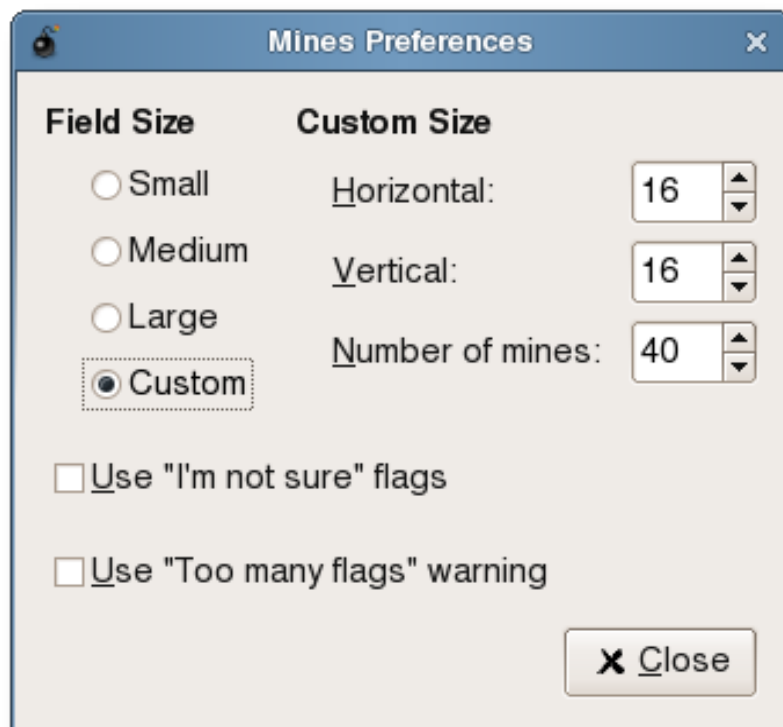 Mines Preferences
Field Size
Small
Medium
Large
Custom
Custom Size
Horizontal: 16
Vertical: 16
Number of mines: 40
Use "I'm not sure" flags
Use "Too many flags" warning
Close